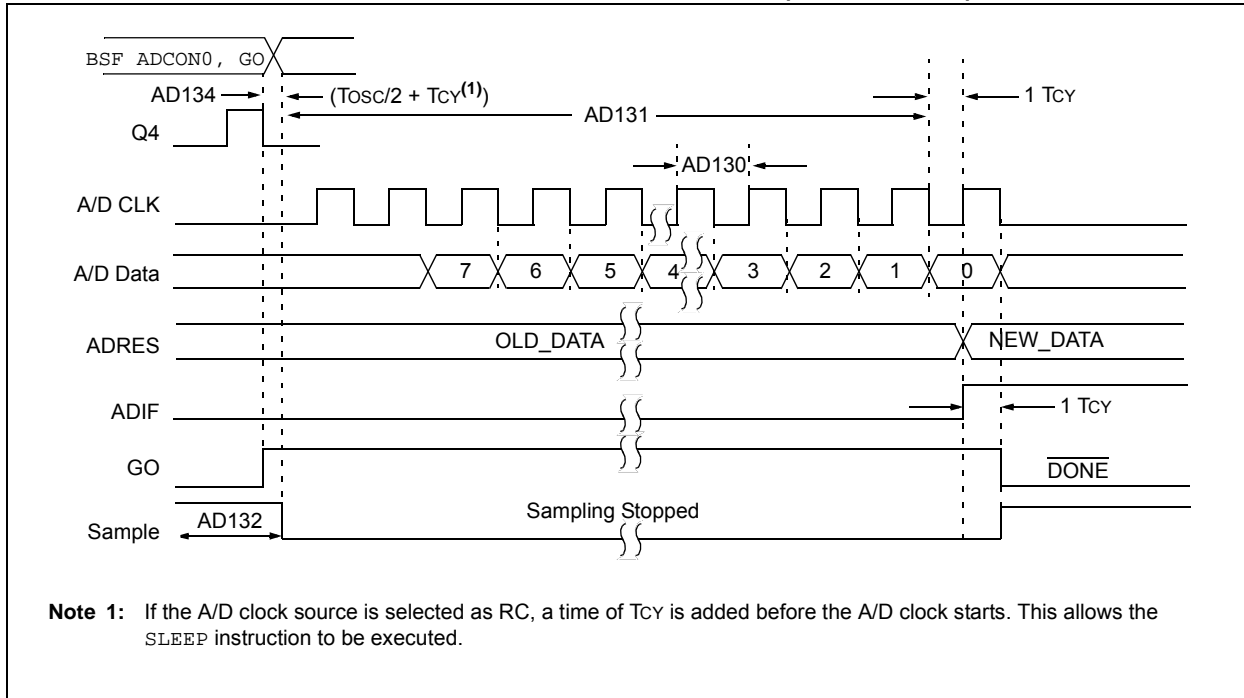 BSF ADCON0, GO
AD134
(TOSC/2 + TCY(1))
1 TCY
AD131
Q4
AD130
A/D CLK
A/D Data
7 6 5 4 3 2 1 0
ADRES
OLD_DATA
NEW_DATA
ADIF
1 TCY
GO
DONE
Sample
AD132
Sampling Stopped
Note 1: If the A/D clock source is selected as RC, a time of TCY is added before the A/D clock starts. This allows the
SLEEP instruction to be executed.